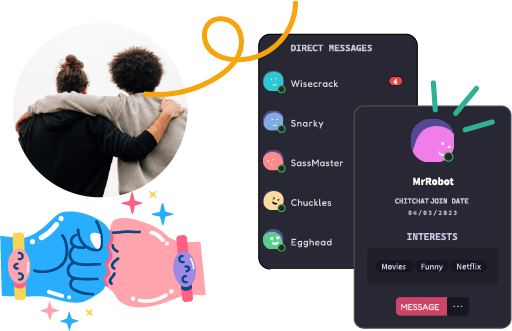 DIRECT MESSAGES
Wisecrack
4
Snarky
SassMaster
Chuckles
Egghead
MrRobot
CHITCHAT JOIN DATE
04/03/2023
INTERESTS
Movies Funny Netflix
MESSAGE ...